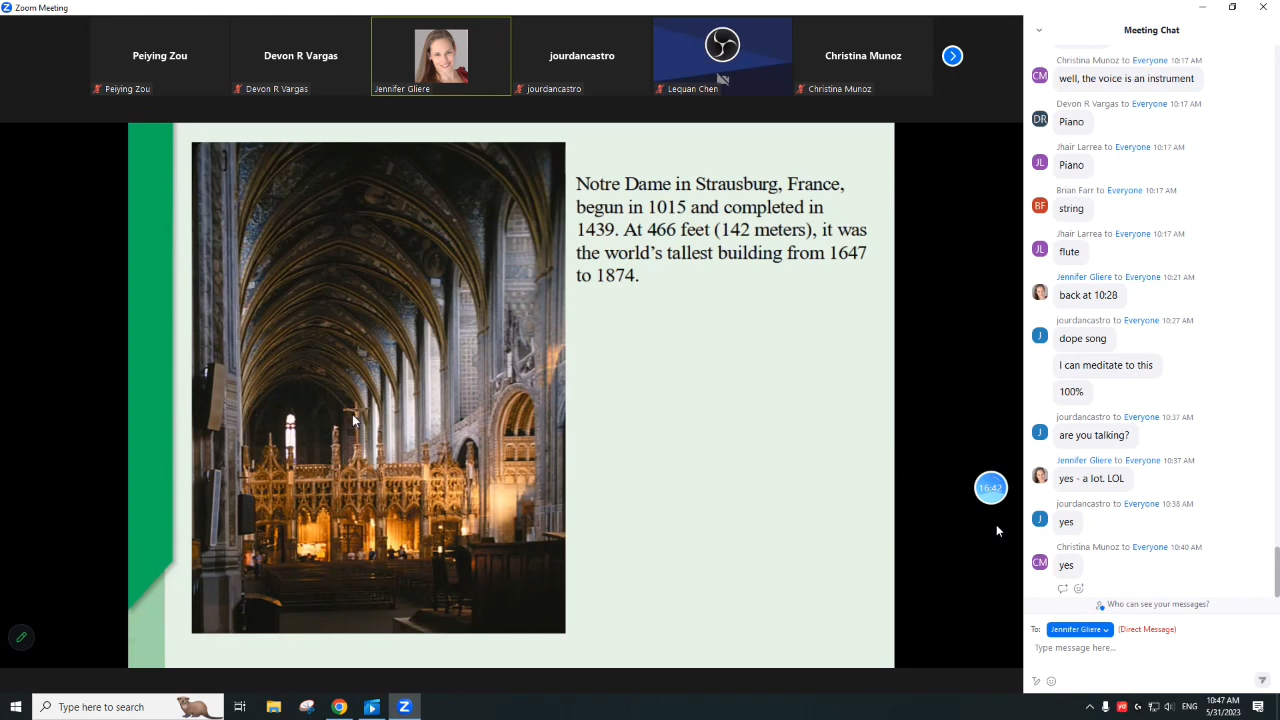 Zoom Meeting
Peiying Zou
Devon R Vargas
jourdancastro
Christina Munoz
Peiying Zou
Devon R Vargas
Jennifer Gliere
jourdancastro
Lequan Chen
Christina Munoz
Notre Dame in Strausburg, France,
begun in 1015 and completed in
1439. At 466 feet (142 meters), it was
the world's tallest building from 1647
to 1874.
16:42
Meeting Chat
Christina Munoz to Everyone 10:17 AM
CM
well, the voice is an instrument
Devon R Vargas to Everyone 10:17 AM
DR
Piano
Jhair Larrea to Everyone 10:17 AM
JL
Piano
Brian Farr to Everyone 10:17 AM
BF
string
Jhair Larrea to Everyone 10:17 AM
JL
flute
Jennifer Gliere to Everyone 10:21 AM
back at 10:28
jourdancastro to Everyone 10:27 AM
J
dope song
I can meditate to this
100%
jourdancastro to Everyone 10:37 AM
J
are you talking?
Jennifer Gliere to Everyone 10:37 AM
yes - a lot. LOL
jourdancastro to Everyone 10:38 AM
J
yes
Christina Munoz to Everyone 10:40 AM
CM
yes
Who can see your messages?
To: Jennifer Gliere (Direct Message)
Type message here...
Type here to search
ENG
10:47 AM
5/31/2023